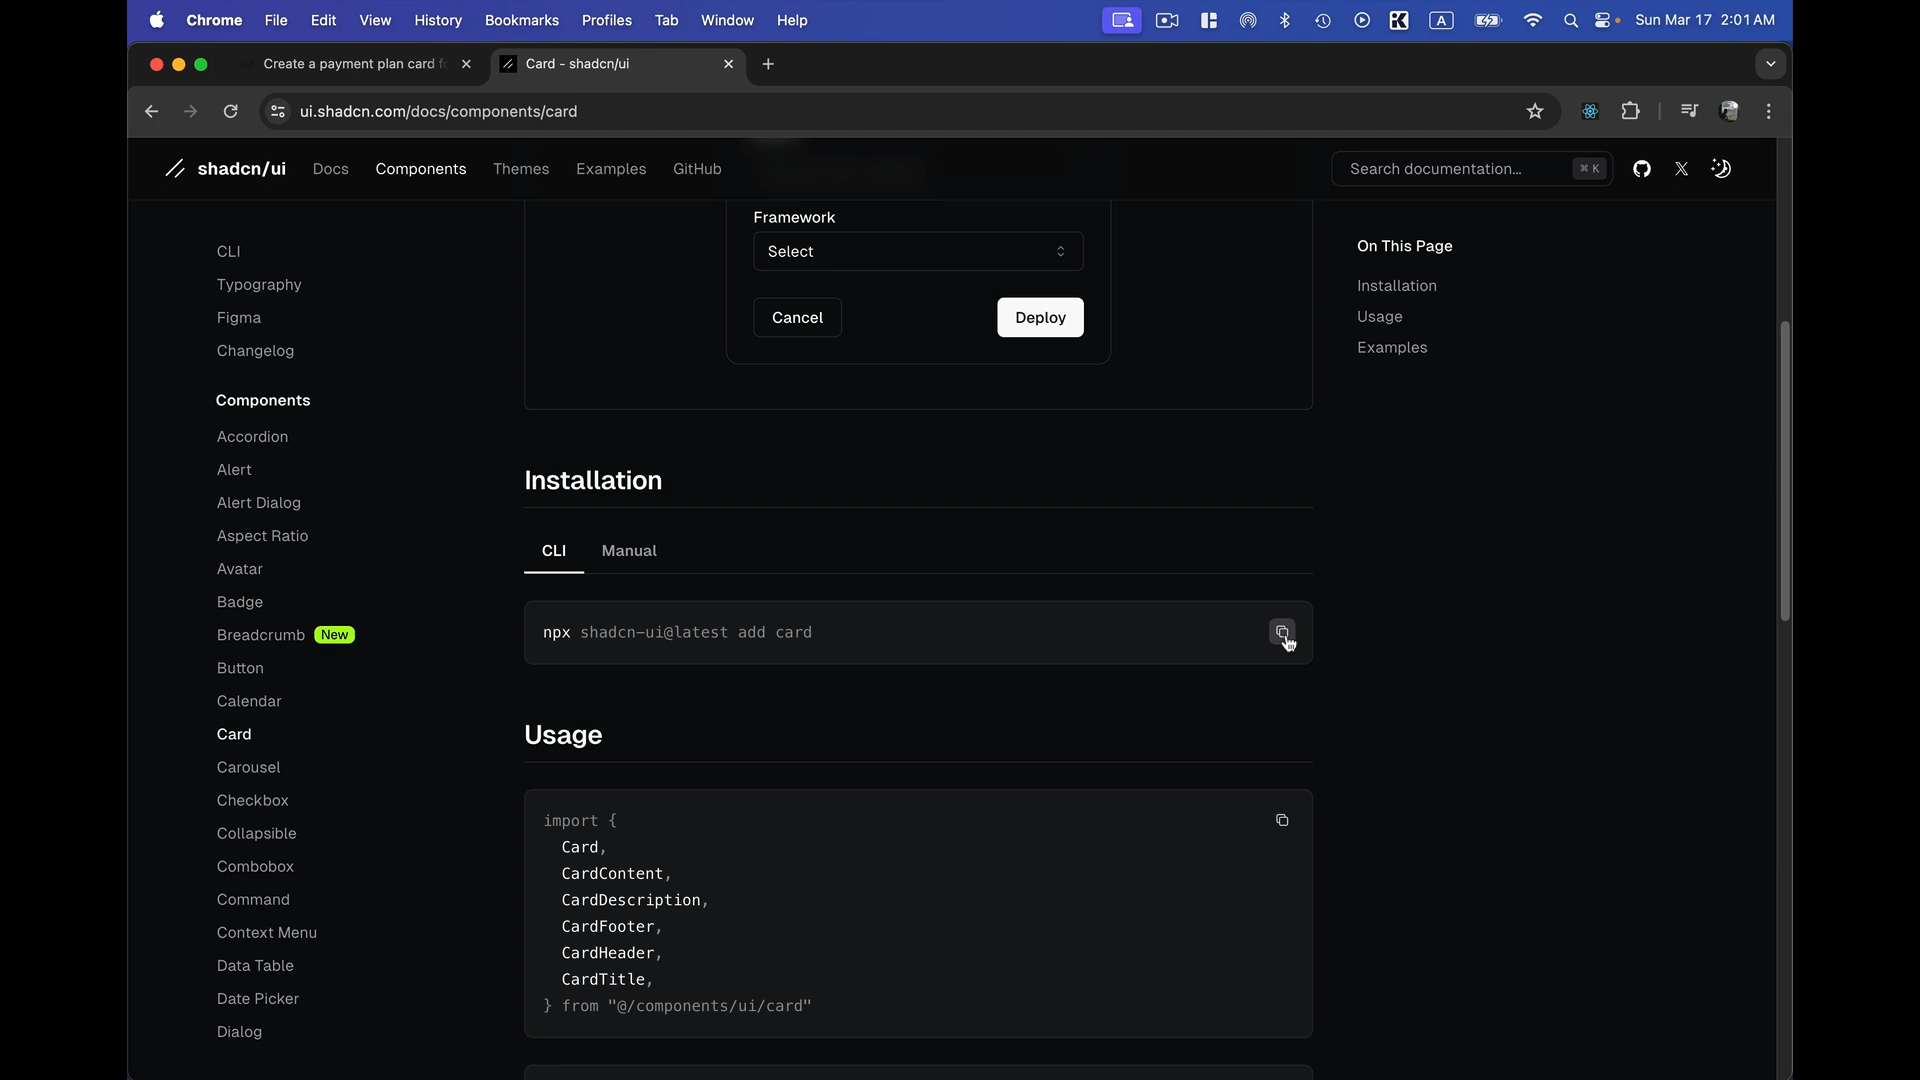 Chrome File Edit View History Bookmarks Profiles Tab Window Help A Sun Mar 17 2:01 AM
Create a payment plan card Card - shadcn/ui
ui.shadcn.com/docs/components/card
shadcn/ui Docs Components Themes Examples GitHub Search documentation... ⌘ K
CLI
Typography
Figma
Changelog
Components
Accordion
Alert
Alert Dialog
Aspect Ratio
Avatar
Badge
Breadcrumb New
Button
Calendar
Card
Carousel
Checkbox
Collapsible
Combobox
Command
Context Menu
Data Table
Date Picker
Dialog
Framework
Select
Cancel Deploy
Installation
CLI Manual
npx shadcn-ui@latest add card
Usage
import {
Card,
CardContent,
CardDescription,
CardFooter,
CardHeader,
CardTitle,
} from "@/components/ui/card"
On This Page
Installation
Usage
Examples